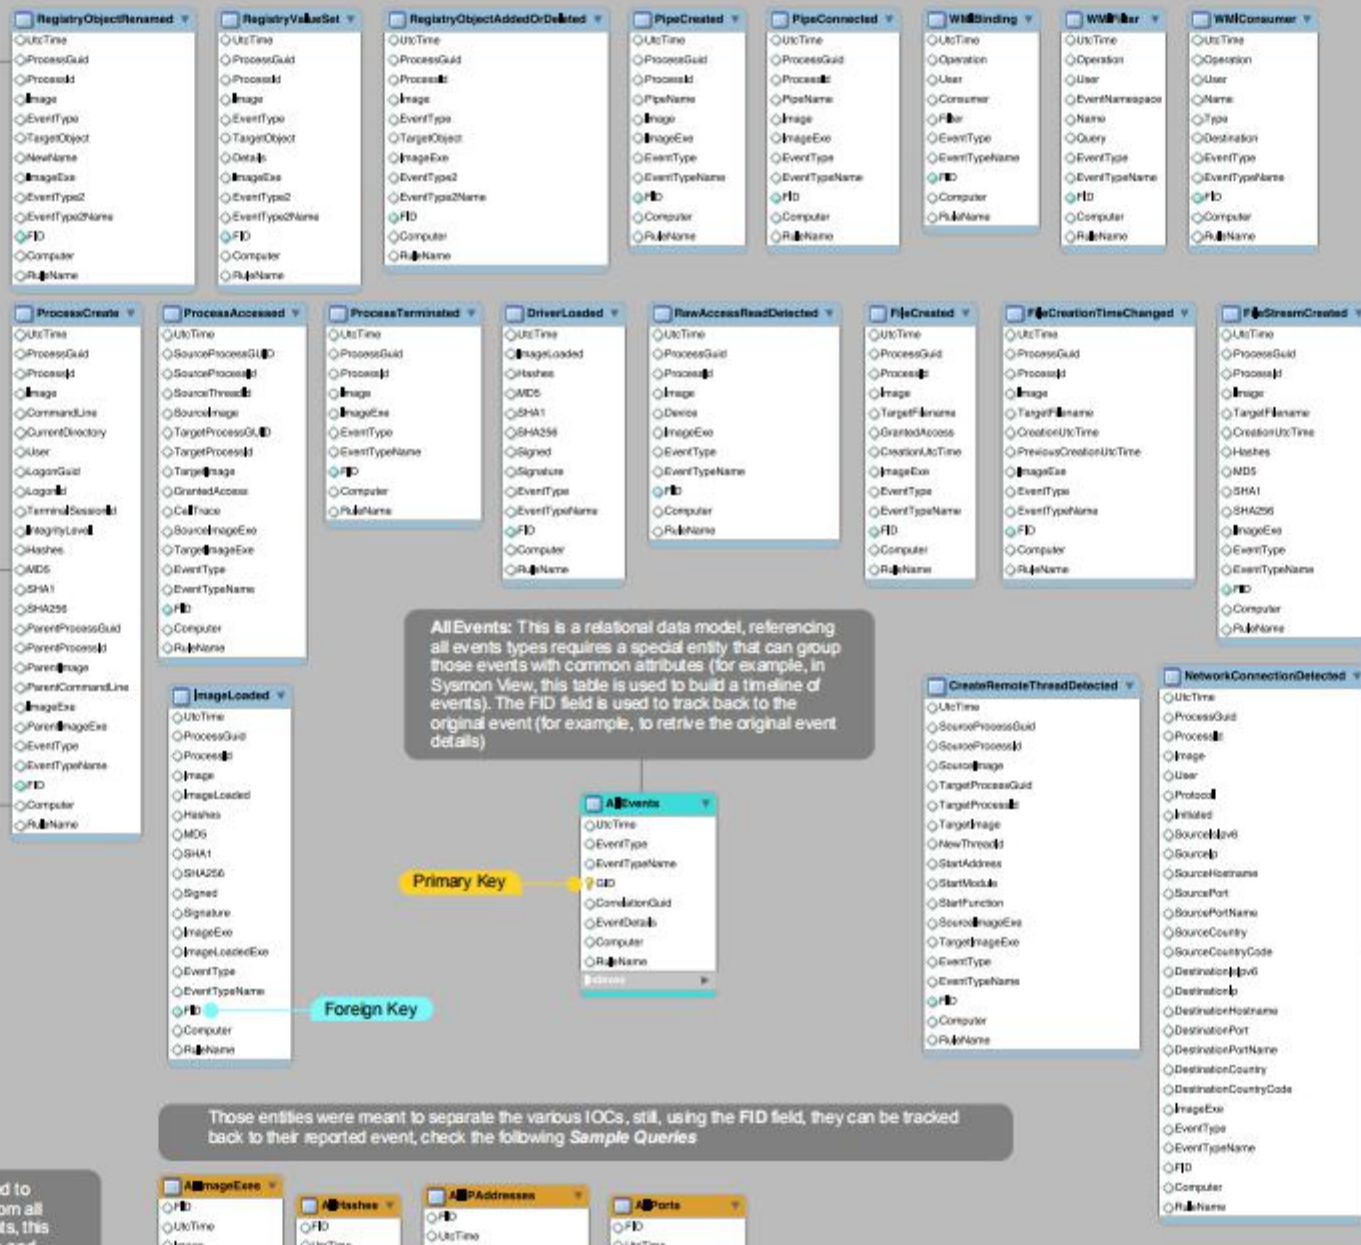 RegistryObjectRenamed
UtcTime
ProcessGuid
ProcessId
Image
EventType
TargetObject
NewName
ImageExe
EventType2
EventType2Name
FID
Computer
RuleName
RegistryValueSet
UtcTime
ProcessGuid
ProcessId
Image
EventType
TargetObject
Details
ImageExe
EventType2
EventType2Name
FID
Computer
RuleName
RegistryObjectAddedOrDeleted
UtcTime
ProcessGuid
ProcessId
Image
EventType
TargetObject
ImageExe
EventType2
EventType2Name
FID
Computer
RuleName
PipeCreated
UtcTime
ProcessGuid
ProcessId
PipeName
Image
ImageExe
EventType
EventTypeName
FID
Computer
RuleName
PipeConnected
UtcTime
ProcessGuid
ProcessId
PipeName
Image
ImageExe
EventType
EventTypeName
FID
Computer
RuleName
WMIBinding
UtcTime
Operation
User
Consumer
Filter
EventType
EventTypeName
FID
Computer
RuleName
WMIFilter
UtcTime
Operation
User
EventNamespace
Name
Query
EventType
EventTypeName
FID
Computer
RuleName
WMIConsumer
UtcTime
Operation
User
Name
Type
Destination
EventType
EventTypeName
FID
Computer
RuleName
ProcessCreate
UtcTime
ProcessGuid
ProcessId
Image
CommandLine
CurrentDirectory
User
LogonGuid
LogonId
TerminalSessionId
IntegrityLevel
Hashes
MD5
SHA1
SHA256
ParentProcessGuid
ParentProcessId
ParentImage
ParentCommandLine
ImageExe
ParentImageExe
EventType
EventTypeName
FID
Computer
RuleName
ProcessAccessed
UtcTime
SourceProcessGUID
SourceProcessId
SourceThreadId
SourceImage
TargetProcessGUID
TargetProcessId
TargetImage
GrantedAccess
CallTrace
SourceImageExe
TargetImageExe
EventType
EventTypeName
FID
Computer
RuleName
ProcessTerminated
UtcTime
ProcessGuid
ProcessId
Image
ImageExe
EventType
EventTypeName
FID
Computer
RuleName
DriverLoaded
UtcTime
ImageLoaded
Hashes
MD5
SHA1
SHA256
Signed
Signature
EventType
EventTypeName
FID
Computer
RuleName
RawAccessReadDetected
UtcTime
ProcessGuid
ProcessId
Image
Device
ImageExe
EventType
EventTypeName
FID
Computer
RuleName
FileCreated
UtcTime
ProcessGuid
ProcessId
Image
TargetFilename
GrantedAccess
CreationUtcTime
ImageExe
EventType
EventTypeName
FID
Computer
RuleName
FileCreationTimeChanged
UtcTime
ProcessGuid
ProcessId
Image
TargetFilename
CreationUtcTime
PreviousCreationUtcTime
ImageExe
EventType
EventTypeName
FID
Computer
RuleName
FileStreamCreated
UtcTime
ProcessGuid
ProcessId
Image
TargetFilename
CreationUtcTime
Hashes
MD5
SHA1
SHA256
ImageExe
EventType
EventTypeName
FID
Computer
RuleName
All Events: This is a relational data model, referencing
all events types requires a special entity that can group
those events with common attributes (for example, in
Sysmon View, this table is used to build a timeline of
events). The FID field is used to track back to the
original event (for example, to retrive the original event
details)
ImageLoaded
UtcTime
ProcessGuid
ProcessId
Image
ImageLoaded
Hashes
MD5
SHA1
SHA256
Signed
Signature
ImageExe
ImageLoadedExe
EventType
EventTypeName
FID
Computer
RuleName
Foreign Key
Primary Key
AllEvents
UtcTime
EventType
EventTypeName
GID
CorrelationGuid
EventDetails
Computer
RuleName
Indexes
CreateRemoteThreadDetected
UtcTime
SourceProcessGuid
SourceProcessId
SourceImage
TargetProcessGuid
TargetProcessId
TargetImage
NewThreadId
StartAddress
StartModule
StartFunction
SourceImageExe
TargetImageExe
EventType
EventTypeName
FID
Computer
RuleName
NetworkConnectionDetected
UtcTime
ProcessGuid
ProcessId
Image
User
Protocol
Initiated
SourceIsIpv6
SourceIp
SourceHostname
SourcePort
SourcePortName
SourceCountry
SourceCountryCode
DestinationIsIpv6
DestinationIp
DestinationHostname
DestinationPort
DestinationPortName
DestinationCountry
DestinationCountryCode
ImageExe
EventType
EventTypeName
FID
Computer
RuleName
Those entities were meant to separate the various IOCs, still, using the FID field, they can be tracked
back to their reported event, check the following Sample Queries
d to
om all
ts, this
AllImageExes
FID
UtcTime
Image
AllHashes
FID
UtcTime
AllIPAddresses
FID
UtcTime
AllPorts
FID
UtcTime